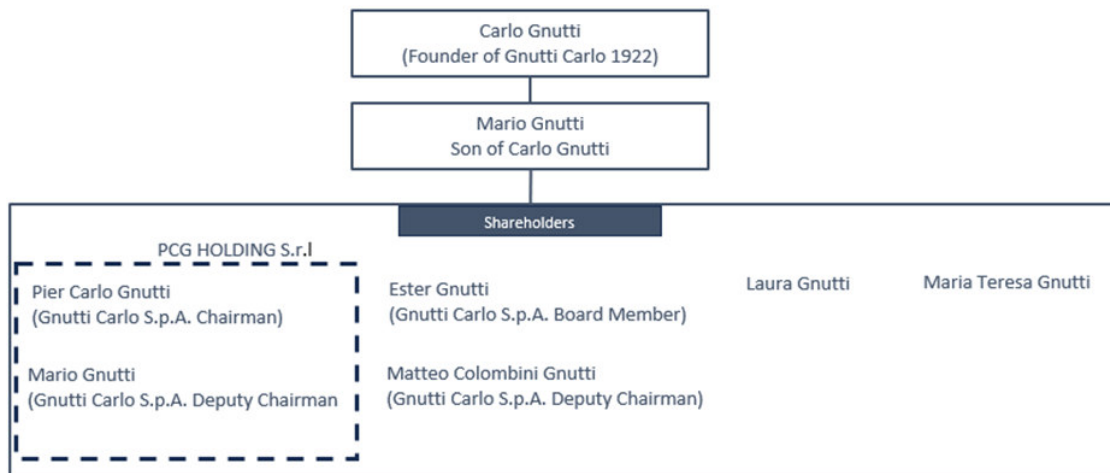 Carlo Gnutti
(Founder of Gnutti Carlo 1922)
Mario Gnutti
Son of Carlo Gnutti
Shareholders
PCG HOLDING S.r.l
Pier Carlo Gnutti
(Gnutti Carlo S.p.A. Chairman)
Mario Gnutti
(Gnutti Carlo S.p.A. Deputy Chairman
Ester Gnutti
(Gnutti Carlo S.p.A. Board Member)
Matteo Colombini Gnutti
(Gnutti Carlo S.p.A. Deputy Chairman)
Laura Gnutti
Maria Teresa Gnutti